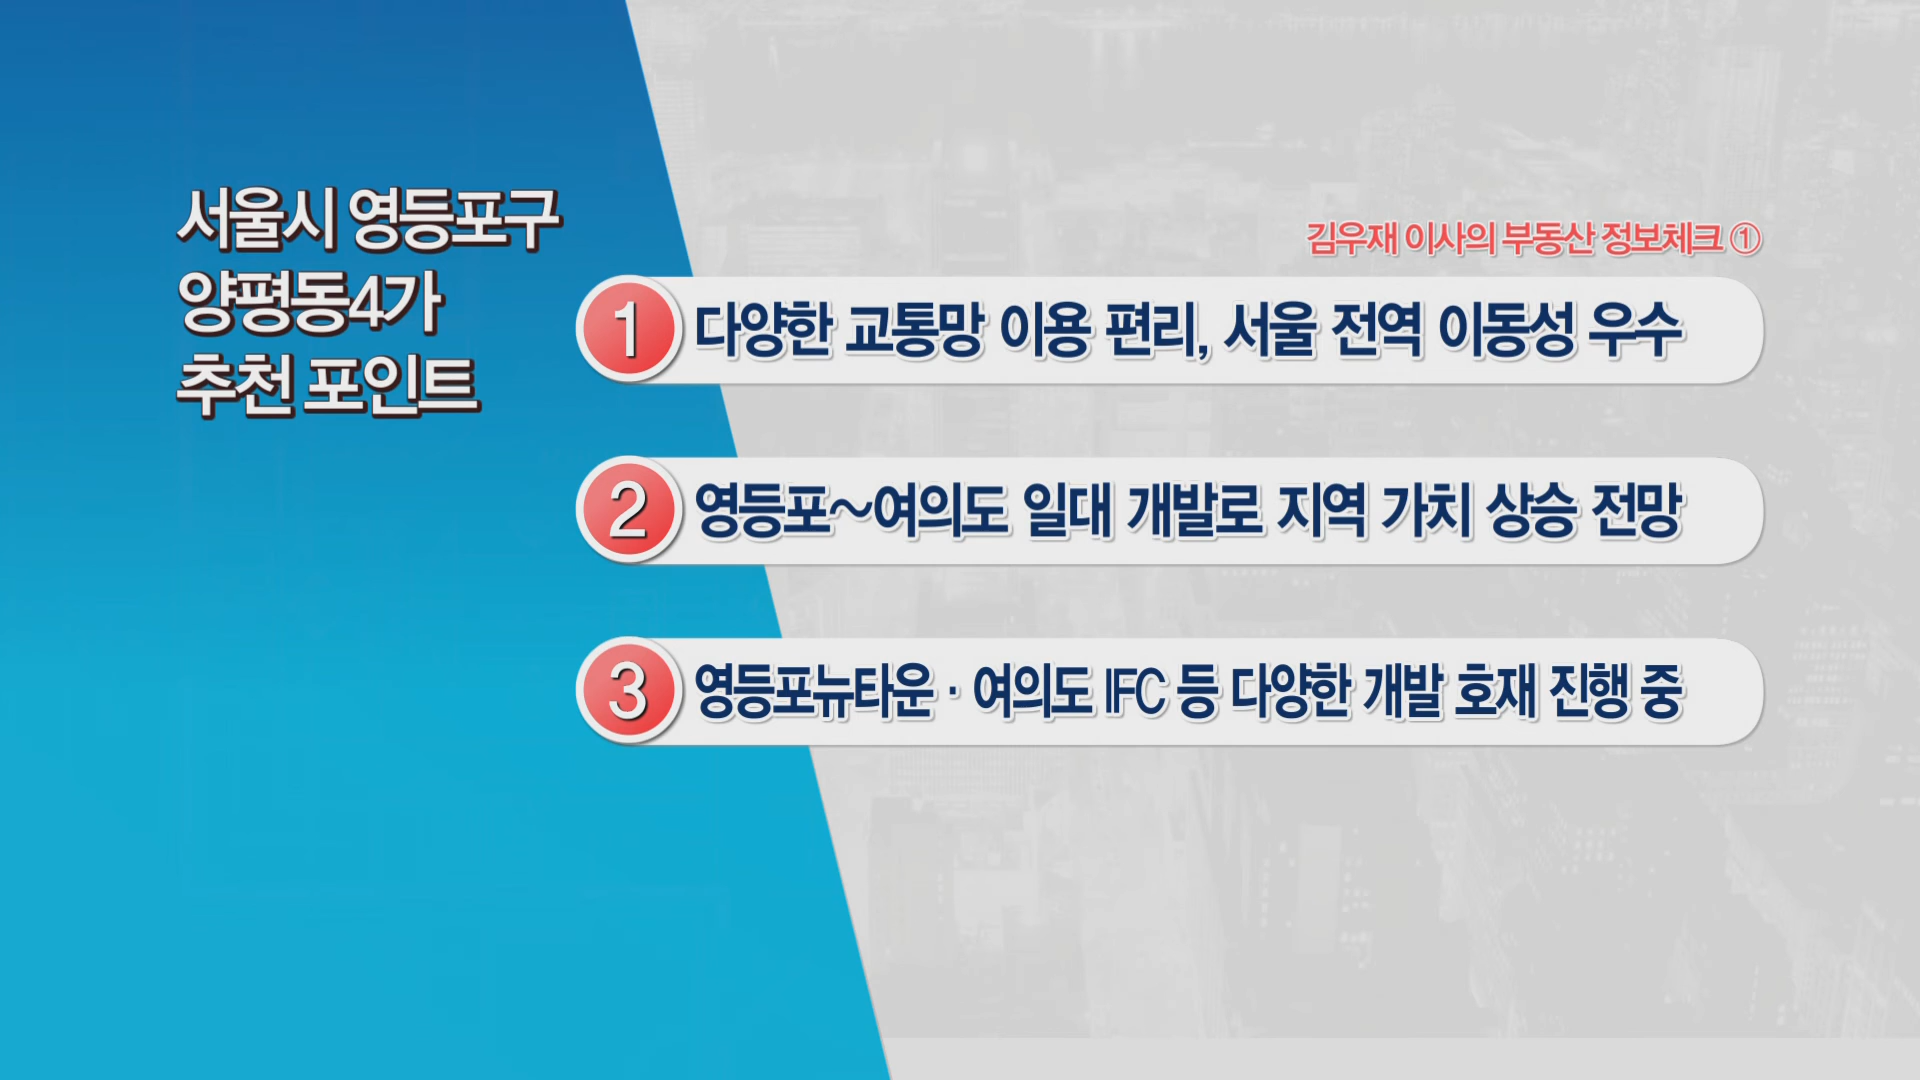 서울시 영등포구
양평동4가
추천 포인트
김우재 이사의 부동산 정보체크 ①
1 다양한 교통망 이용 편리, 서울 전역 이동성 우수
2 영등포~여의도 일대 개발로 지역 가치 상승 전망
3 영등포뉴타운·여의도 IFC 등 다양한 개발 호재 진행 중